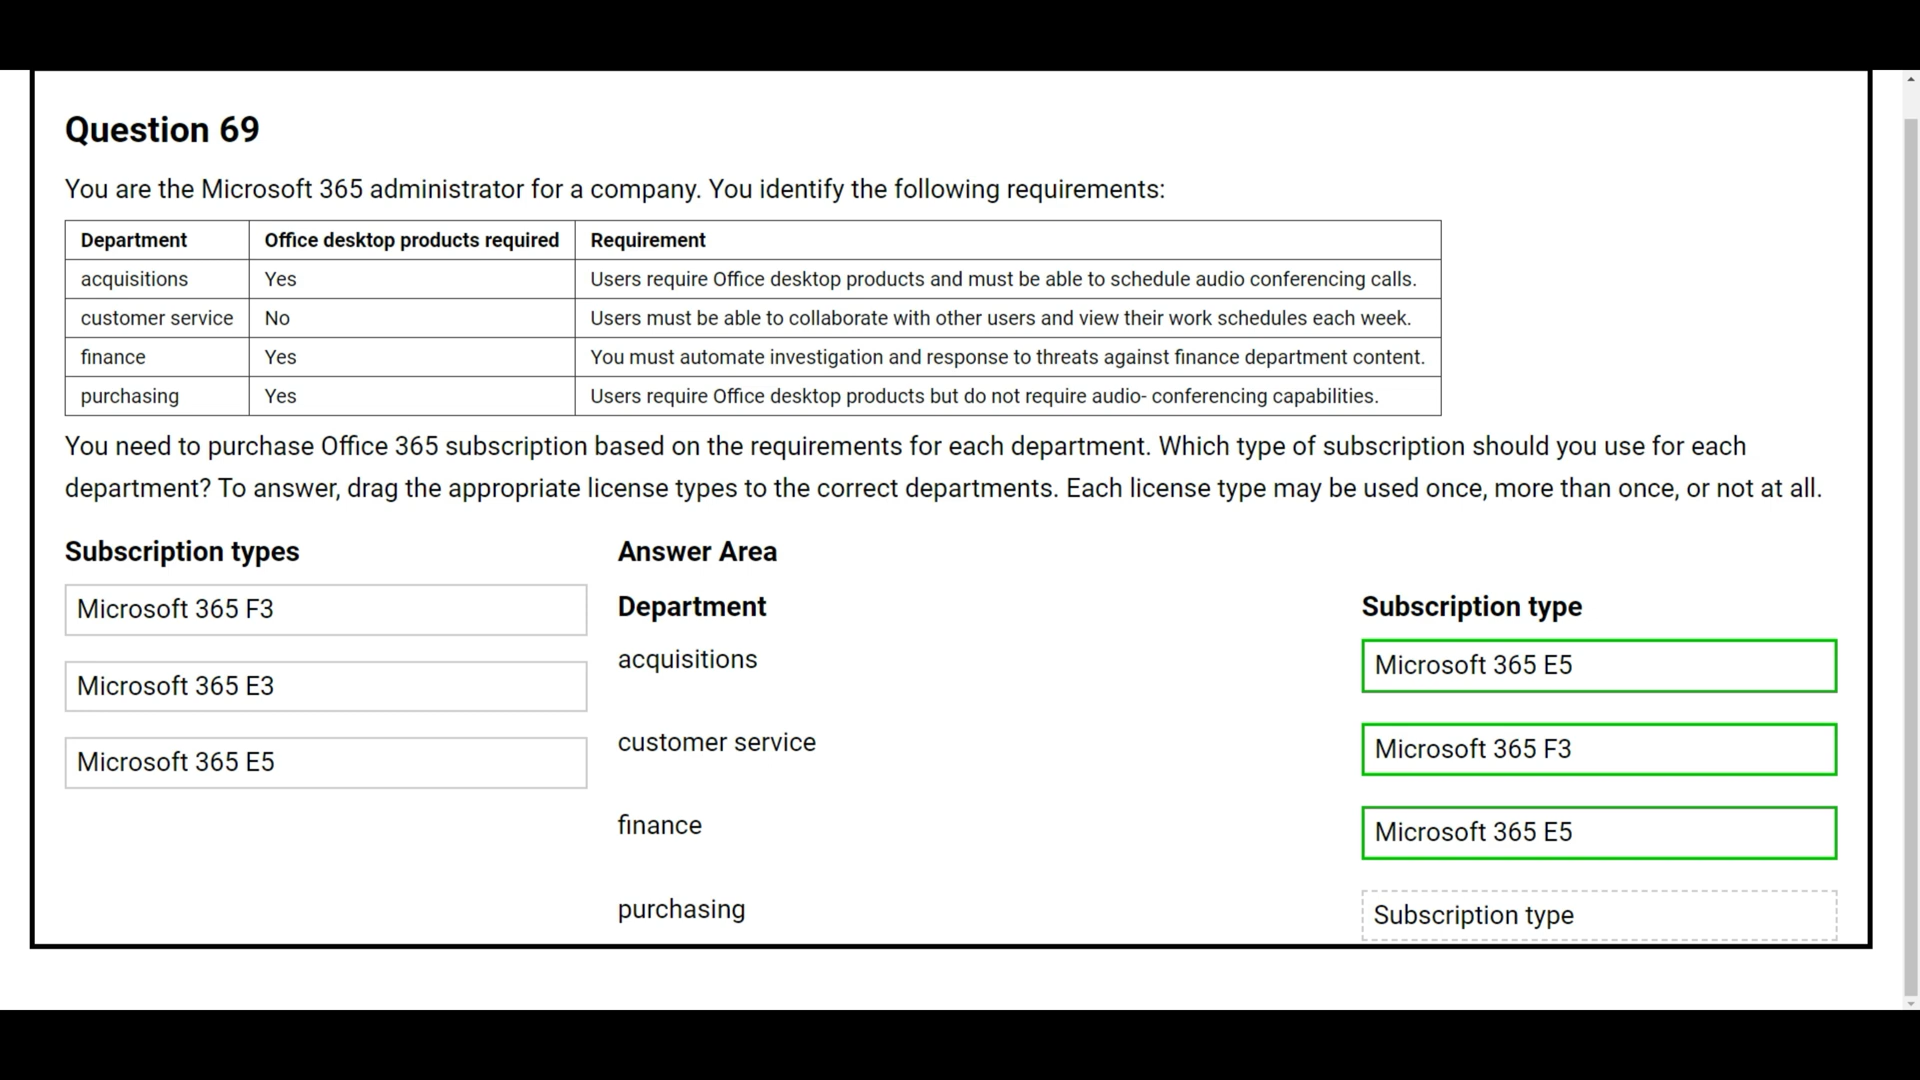 Question 69
You are the Microsoft 365 administrator for a company. You identify the following requirements:
Department Office desktop products required Requirement
acquisitions Yes Users require Office desktop products and must be able to schedule audio conferencing calls.
customer service No Users must be able to collaborate with other users and view their work schedules each week.
finance Yes You must automate investigation and response to threats against finance department content.
purchasing Yes Users require Office desktop products but do not require audio- conferencing capabilities.
You need to purchase Office 365 subscription based on the requirements for each department. Which type of subscription should you use for each
department? To answer, drag the appropriate license types to the correct departments. Each license type may be used once, more than once, or not at all.
Subscription types
Microsoft 365 F3
Microsoft 365 E3
Microsoft 365 E5
Answer Area
Department Subscription type
acquisitions Microsoft 365 E5
customer service Microsoft 365 F3
finance Microsoft 365 E5
purchasing Subscription type